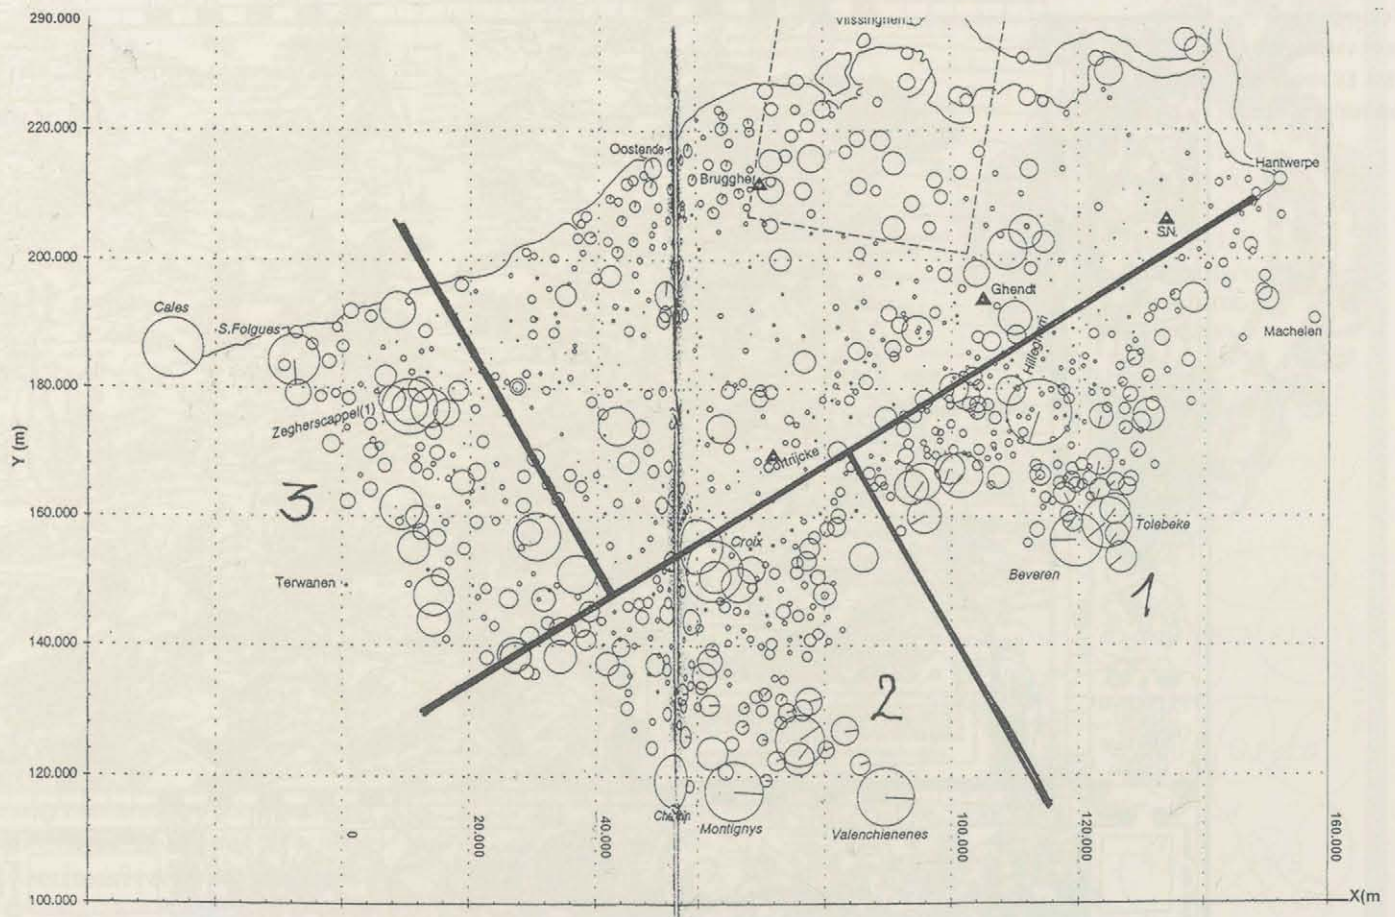 290.000
Vlissinghen
220.000
Oostende
Hantwerpe
Brugghe
S.N.
200.000
Ghendt
Cales
S.Folgues
Machelen
Hilleghem
180.000
Zegherscappel(1)
Y (m)
Cortrijcke
3
160.000
Croix
Tolebeke
Terwanen
Beveren
1
140.000
2
120.000
Montignys
Valenchienenes
0
20.000
40.000
100.000
120.000
160.000
100.000
X(m